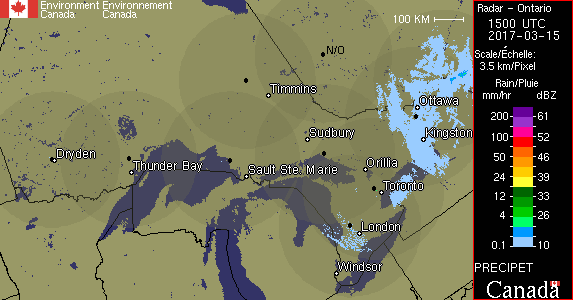 Environment Environnement
Canada Canada
100 KM
N/O
Timmins
Ottawa
Sudbury
Kingston
Dryden
Thunder Bay
Sault Ste. Marie
Orillia
Toronto
London
Windsor
Radar - Ontario
1500 UTC
2017-03-15
Scale/Échelle:
3.5 km/Pixel
Rain/Pluie
mm/hr dBZ
200 61
100 52
50 46
24 39
12 33
4 26
0.1 10
PRECIPET
Canada